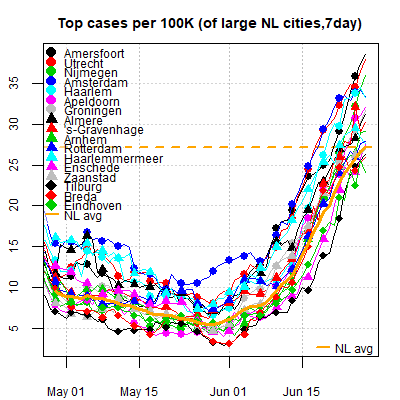 Top cases per 100K (of large NL cities,7day)
Amersfoort
Utrecht
Nijmegen
Amsterdam
Haarlem
Apeldoorn
Groningen
Almere
's-Gravenhage
Arnhem
Rotterdam
Haarlemmermeer
Enschede
Zaanstad
Tilburg
Breda
Eindhoven
NL avg
35
30
25
20
15
10
5
NL avg
May 01 May 15 Jun 01 Jun 15